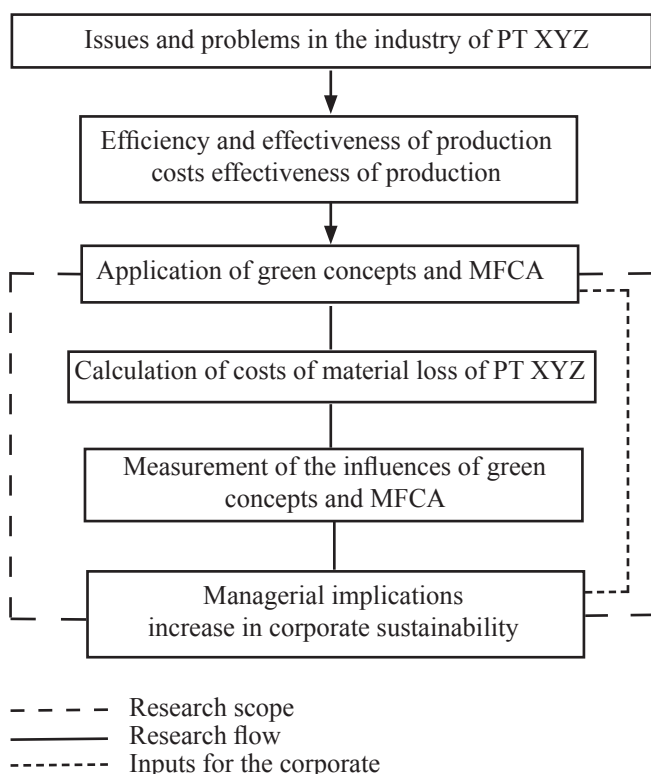 Issues and problems in the industry of PT XYZ
Efficiency and effectiveness of production
costs effectiveness of production
Application of green concepts and MFCA
Calculation of costs of material loss of PT XYZ
Measurement of the influences of green
concepts and MFCA
Managerial implications
increase in corporate sustainability
Research scope
Research flow
Inputs for the corporate